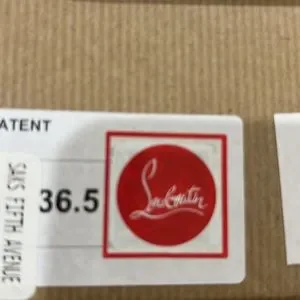 ATENT
SAKS FIFTH AVENUE
36.5
Louboutin